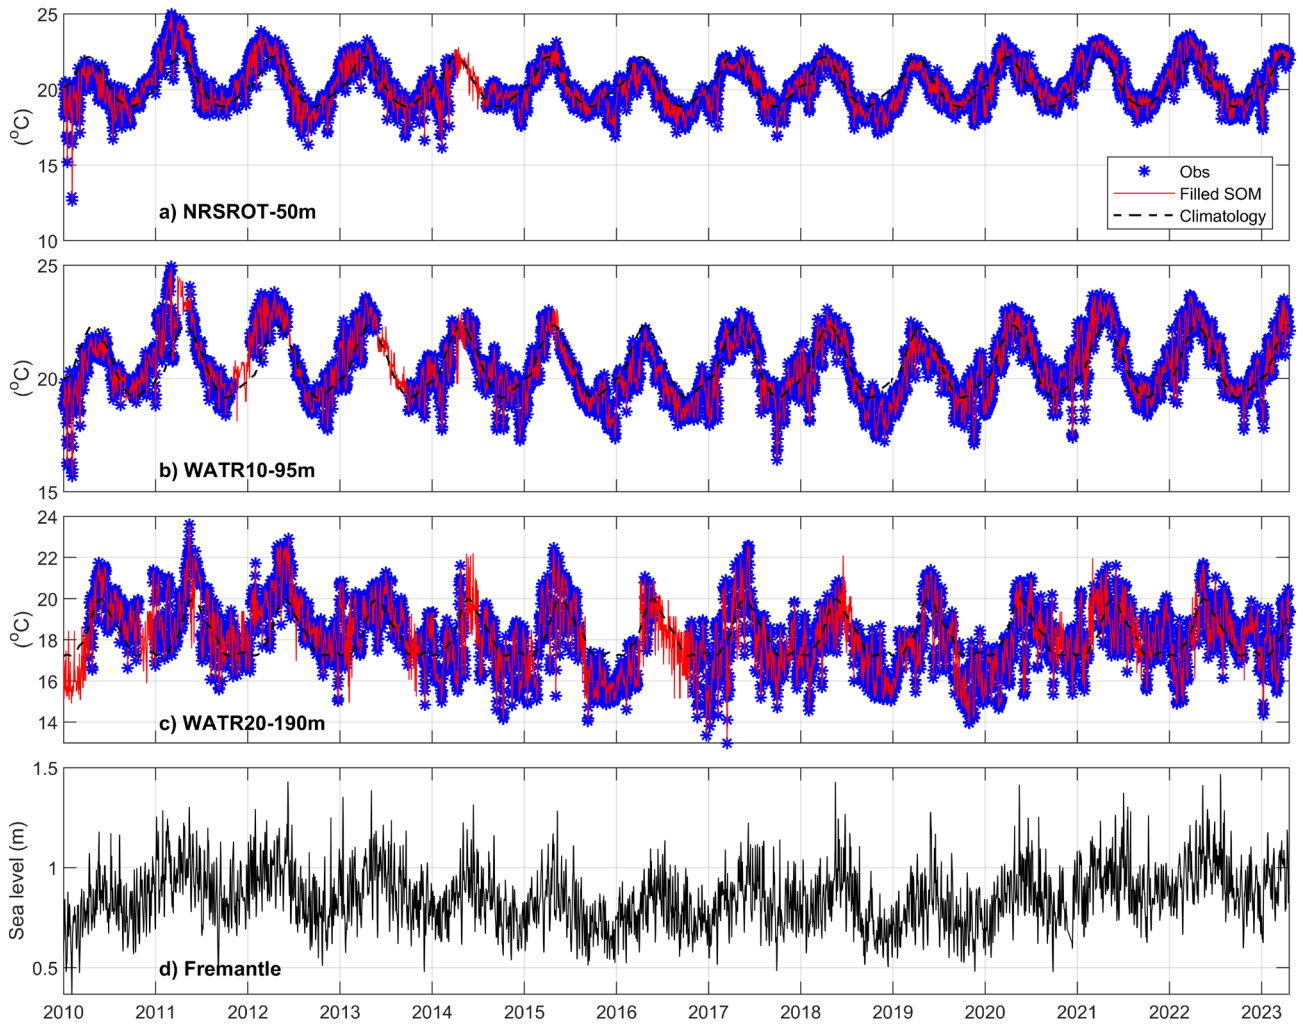 25
20
15
10
(°C)
Obs
Filled SOM
Climatology
a) NRSROT-50m
25
20
15
(°C)
b) WATR10-95m
24
22
20
18
16
14
(°C)
c) WATR20-190m
1.5
1
0.5
Sea level (m)
d) Fremantle
2010 2011 2012 2013 2014 2015 2016 2017 2018 2019 2020 2021 2022 2023